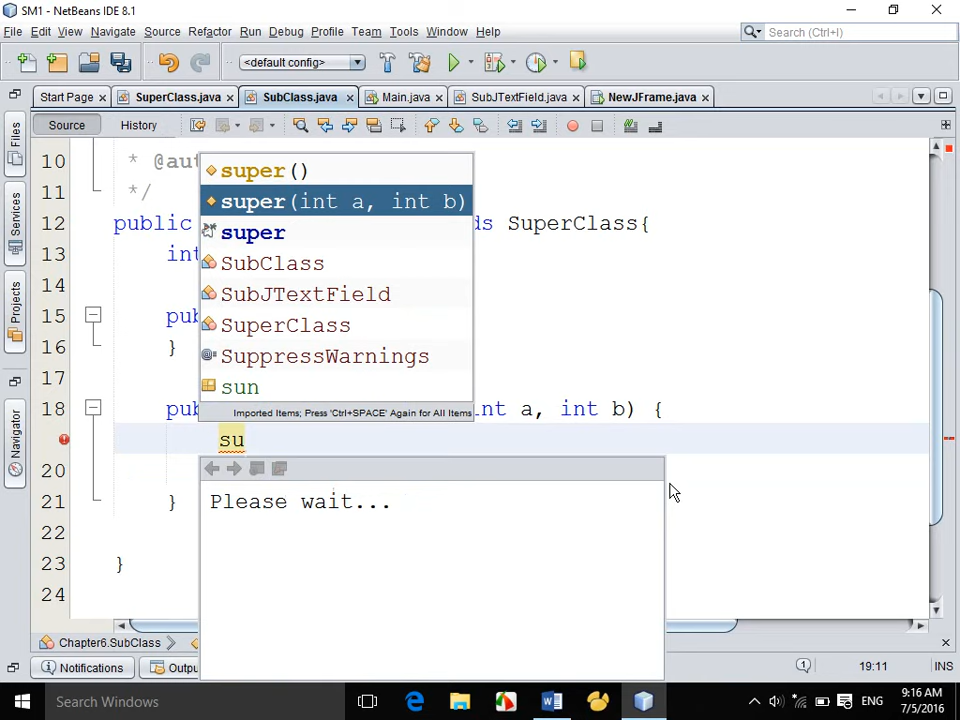 SM1 - NetBeans IDE 8.1
File Edit View Navigate Source Refactor Run Debug Profile Team Tools Window Help
Search (Ctrl+I)
<default config>
Start Page SuperClass.java SubClass.java Main.java SubJTextField.java NewJFrame.java
Source History
Files
Services
Projects
Navigator
10 * @aut
11 */
12 public ds SuperClass{
13 int
14
15 pub
16 }
17
18 pub int a, int b) {
su
20
21 }
22
23 }
24
super()
super(int a, int b)
super
SubClass
SubJTextField
SuperClass
SuppressWarnings
sun
Imported Items; Press 'Ctrl+SPACE' Again for All Items
Please wait...
Chapter6.SubClass
Notifications Outpu
1 19:11 INS
Search Windows
ENG
9:16 AM
7/5/2016